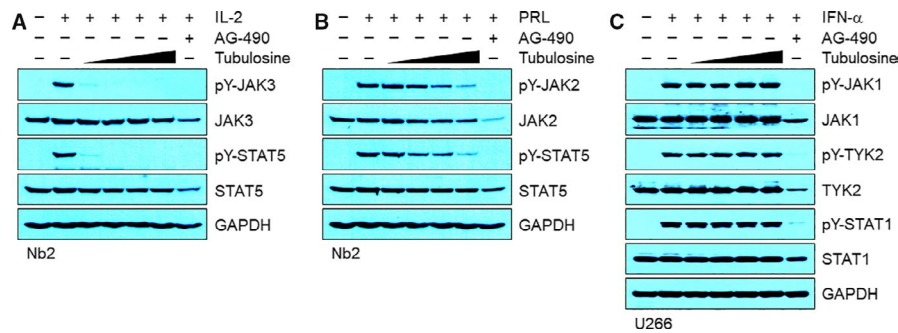 A − + + + + + + IL-2
− − − − − − + AG-490
− − Tubulosine
pY-JAK3
JAK3
pY-STAT5
STAT5
GAPDH
Nb2
B − + + + + + + PRL
− − − − − − + AG-490
− − − Tubulosine
pY-JAK2
JAK2
pY-STAT5
STAT5
GAPDH
Nb2
C − + + + + + + IFN-α
− − − − − − + AG-490
− − − Tubulosine
pY-JAK1
JAK1
pY-TYK2
TYK2
pY-STAT1
STAT1
GAPDH
U266